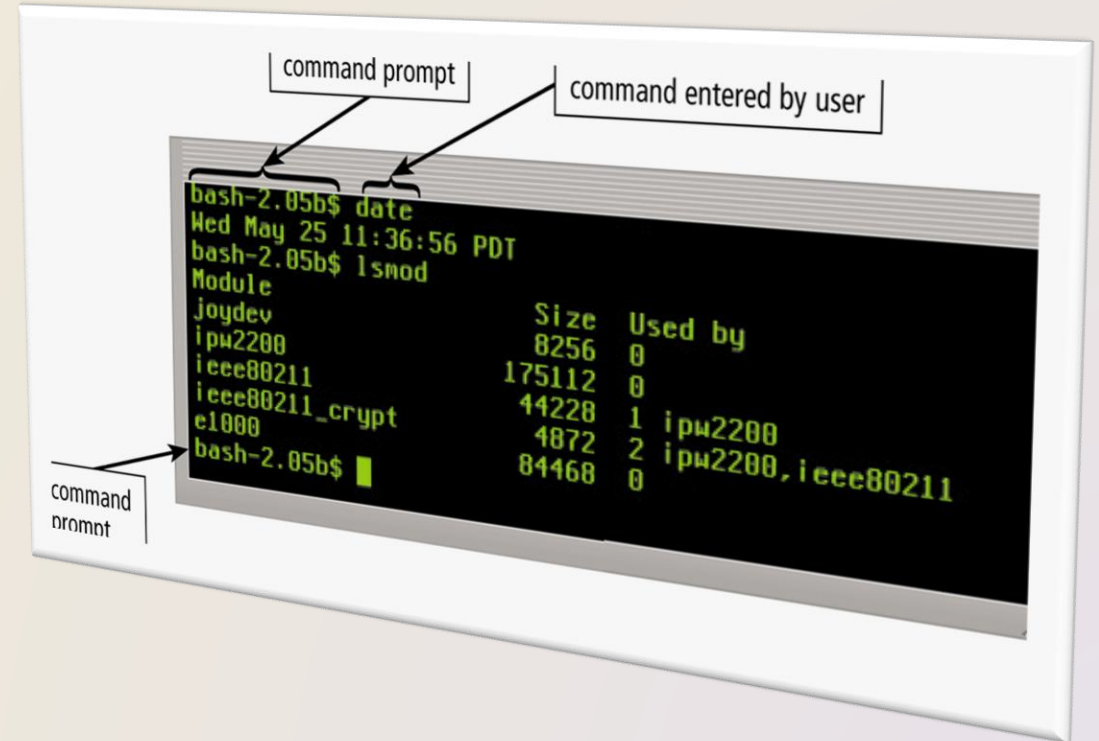 command prompt
command entered by user
bash-2.05b$ date
Wed May 25 11:36:56 PDT
bash-2.05b$ lsmod
Module Size Used by
joydev 8256 0
ipw2200 175112 0
ieee80211 44228 1 ipw2200
ieee80211_crypt 4872 2 ipw2200,ieee80211
e1000 84468 0
bash-2.05b$
command
prompt